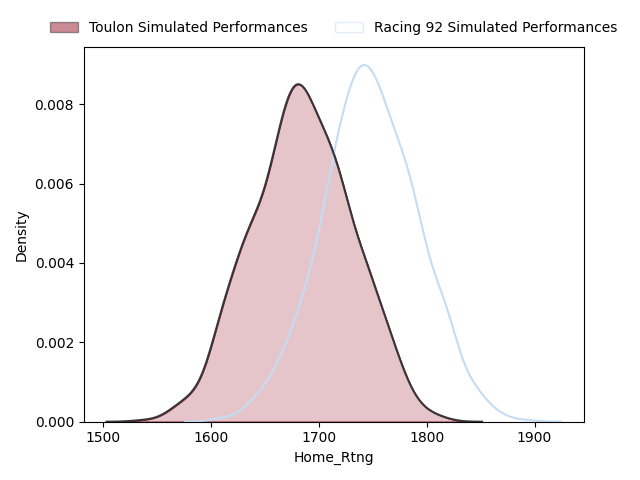 Toulon Simulated Performances Racing 92 Simulated Performances
0.008
0.006
0.004
0.002
0.000
Density
1500 1600 1700 1800 1900
Home_Rtng